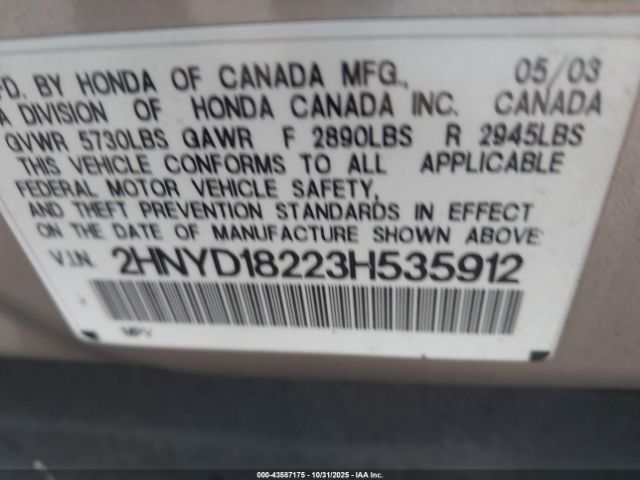 FD. BY HONDA OF CANADA MFG., 05/03
A DIVISION OF HONDA CANADA INC. CANADA
GVWR 5730LBS GAWR F 2890LBS R 2945LBS
THIS VEHICLE CONFORMS TO ALL APPLICABLE
FEDERAL MOTOR VEHICLE SAFETY,
AND THEFT PREVENTION STANDARDS IN EFFECT
ON THE DATE OF MANUFACTURE SHOWN ABOVE:
V.I.N. 2HNYD18223H535912
MPV
000-43587175 | 10/31/2025 | IAA Inc.